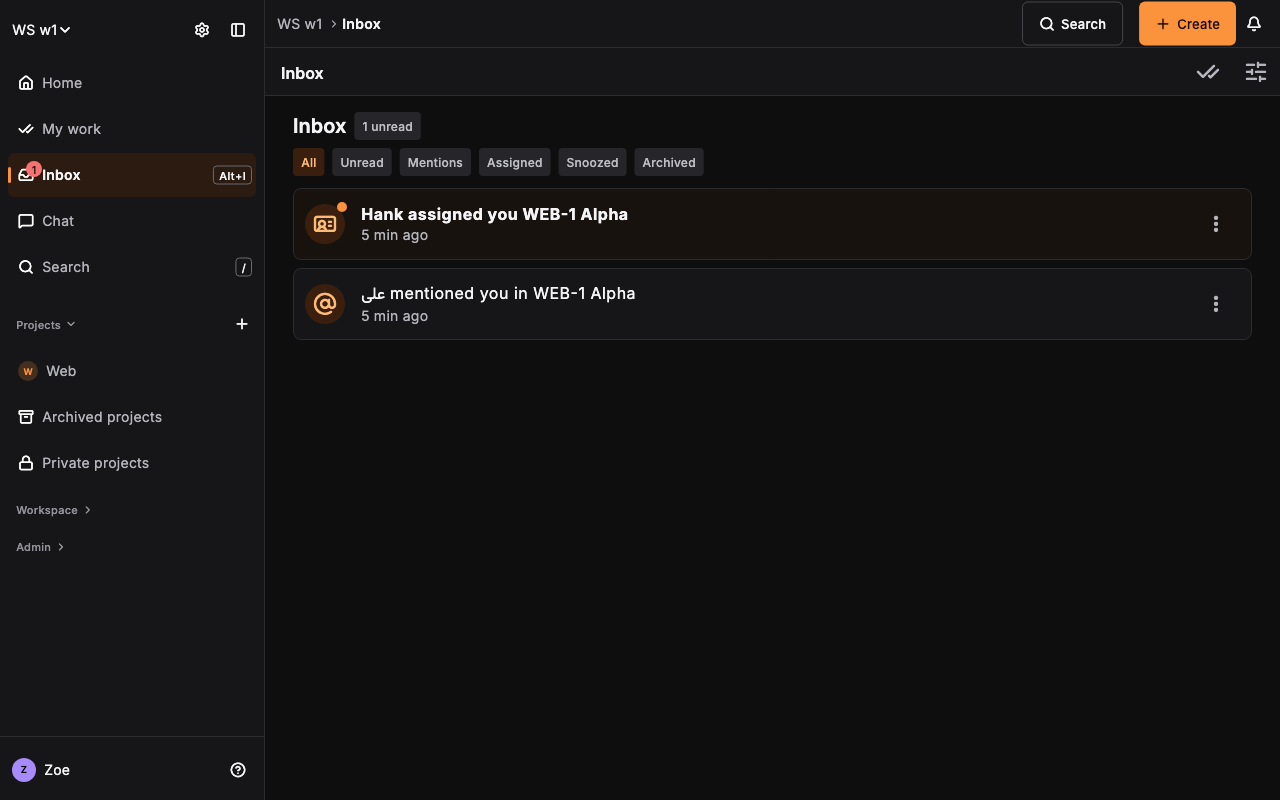 WS w1
Home
My work
1
Inbox
Alt+I
Chat
Search
/
Projects
W
Web
Archived projects
Private projects
Workspace
Admin
Z
Zoe
WS w1 > Inbox
Search
+ Create
Inbox
Inbox
1 unread
All
Unread
Mentions
Assigned
Snoozed
Archived
Hank assigned you WEB-1 Alpha
5 min ago
علی mentioned you in WEB-1 Alpha
5 min ago